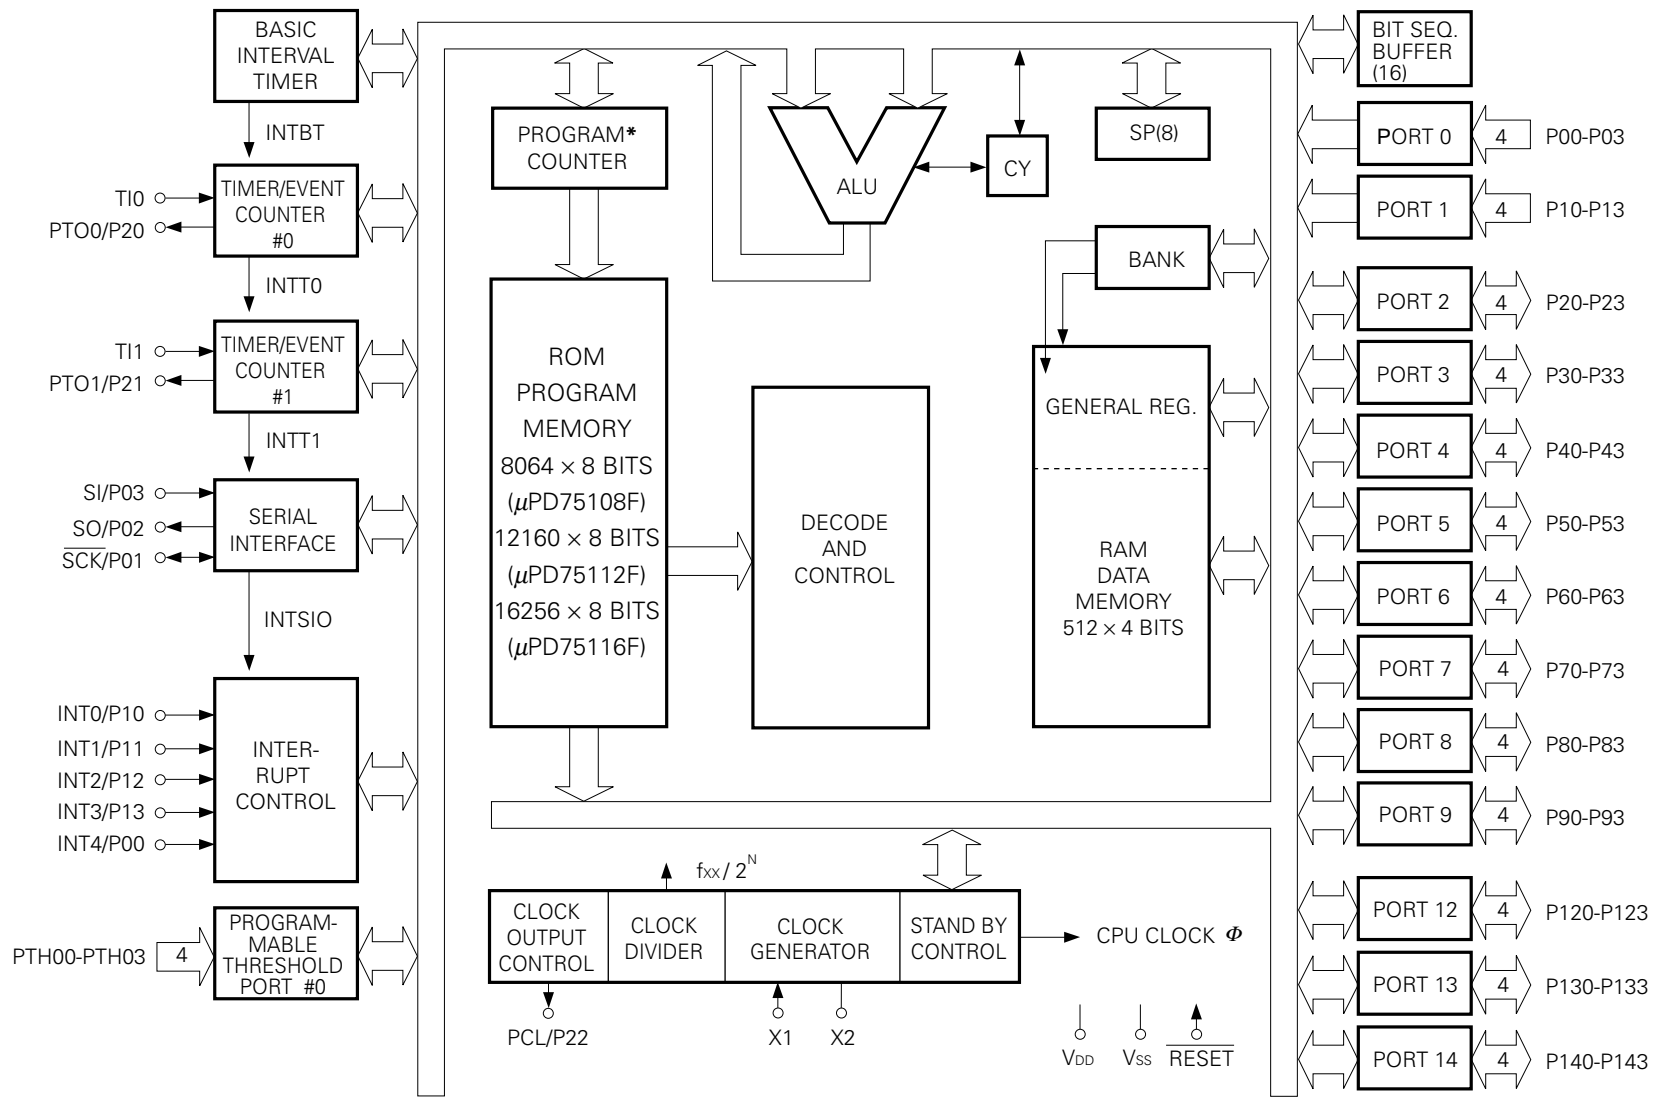 BASIC
INTERVAL
TIMER
INTBT
TI0
PTO0/P20
TIMER/EVENT
COUNTER
#0
INTT0
TI1
PTO1/P21
TIMER/EVENT
COUNTER
#1
INTT1
SI/P03
SO/P02
SCK/P01
SERIAL
INTERFACE
INTSIO
INT0/P10
INT1/P11
INT2/P12
INT3/P13
INT4/P00
INTER-
RUPT
CONTROL
PTH00-PTH03
4
PROGRAM-
MABLE
THRESHOLD
PORT #0
PROGRAM*
COUNTER
ALU
CY
SP(8)
BANK
ROM
PROGRAM
MEMORY
8064 × 8 BITS
(μPD75108F)
12160 × 8 BITS
(μPD75112F)
16256 × 8 BITS
(μPD75116F)
DECODE
AND
CONTROL
GENERAL REG.
RAM
DATA
MEMORY
512 × 4 BITS
fxx / 2^N
CLOCK
OUTPUT
CONTROL
CLOCK
DIVIDER
CLOCK
GENERATOR
STAND BY
CONTROL
CPU CLOCK Φ
PCL/P22
X1
X2
VDD
VSS
RESET
BIT SEQ.
BUFFER
(16)
PORT 0
4
P00-P03
PORT 1
4
P10-P13
PORT 2
4
P20-P23
PORT 3
4
P30-P33
PORT 4
4
P40-P43
PORT 5
4
P50-P53
PORT 6
4
P60-P63
PORT 7
4
P70-P73
PORT 8
4
P80-P83
PORT 9
4
P90-P93
PORT 12
4
P120-P123
PORT 13
4
P130-P133
PORT 14
4
P140-P143